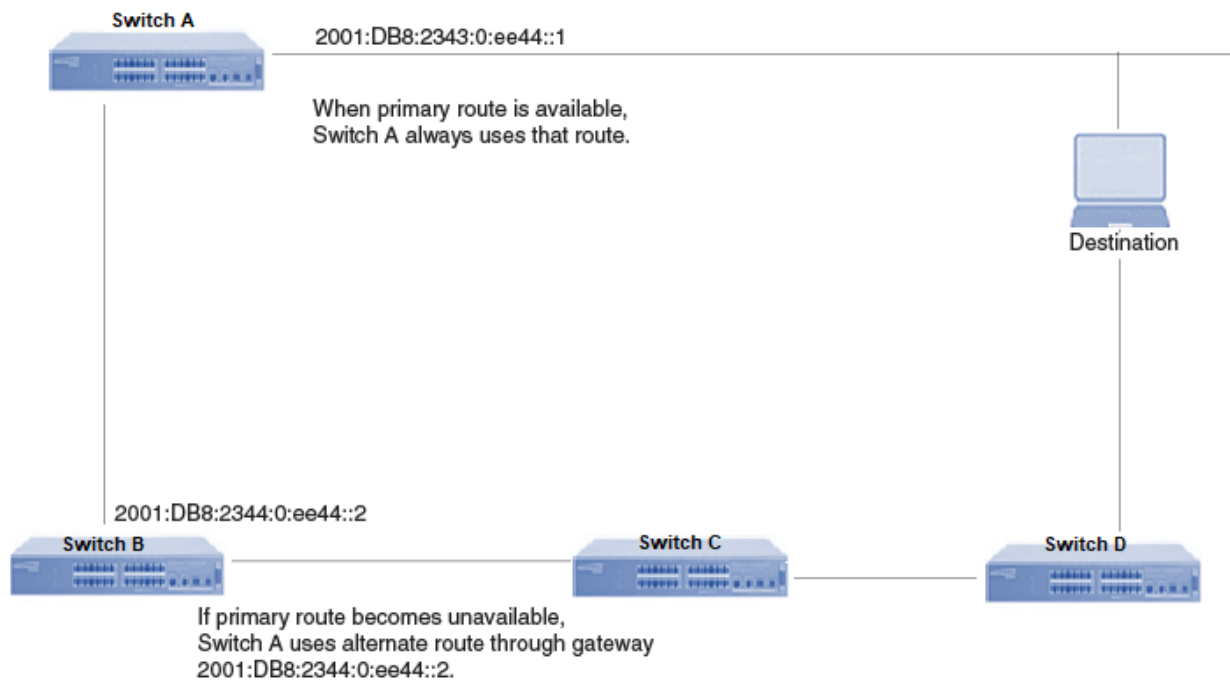 Switch A
2001:DB8:2343:0:ee44::1
When primary route is available,
Switch A always uses that route.
Destination
2001:DB8:2344:0:ee44::2
Switch B
Switch C
Switch D
If primary route becomes unavailable,
Switch A uses alternate route through gateway
2001:DB8:2344:0:ee44::2.